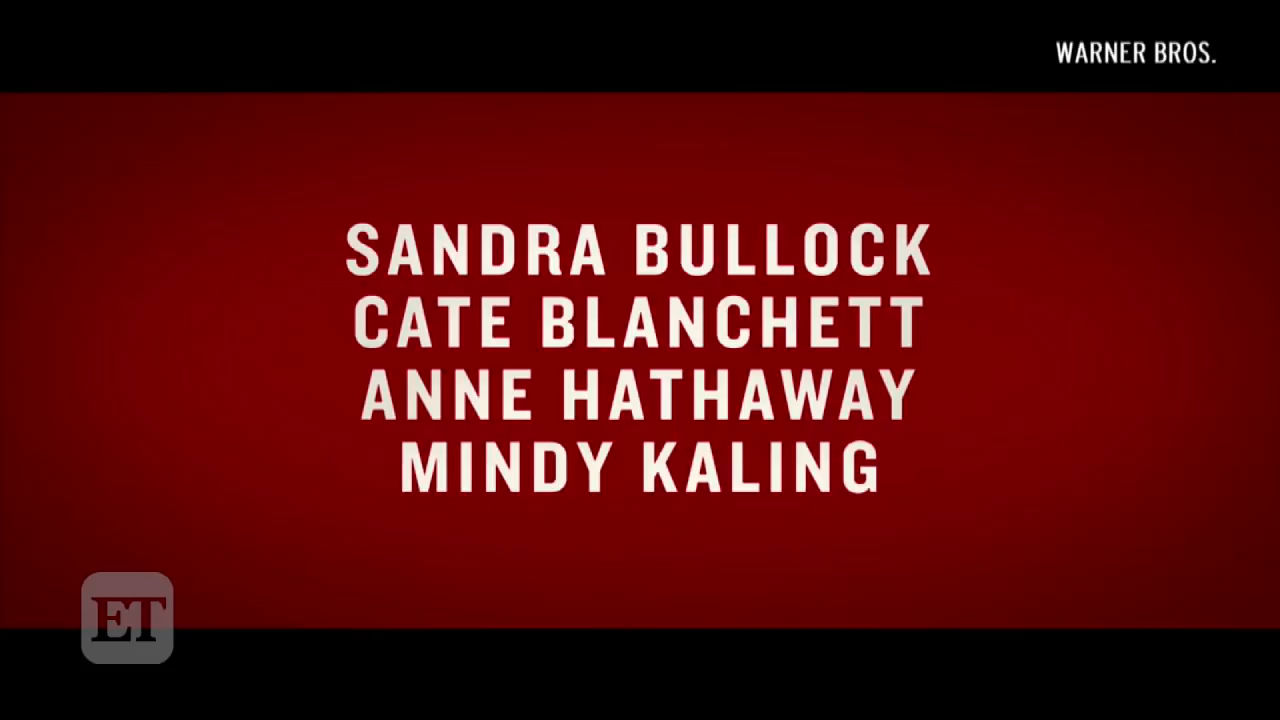 WARNER BROS.
SANDRA BULLOCK
CATE BLANCHETT
ANNE HATHAWAY
MINDY KALING
ET